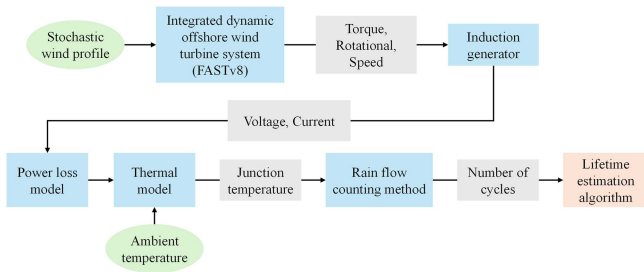 Stochastic
wind profile
Integrated dynamic
offshore wind
turbine system
(FASTv8)
Torque,
Rotational,
Speed
Induction
generator
Voltage, Current
Power loss
model
Thermal
model
Junction
temperature
Rain flow
counting method
Number of
cycles
Lifetime
estimation
algorithm
Ambient
temperature